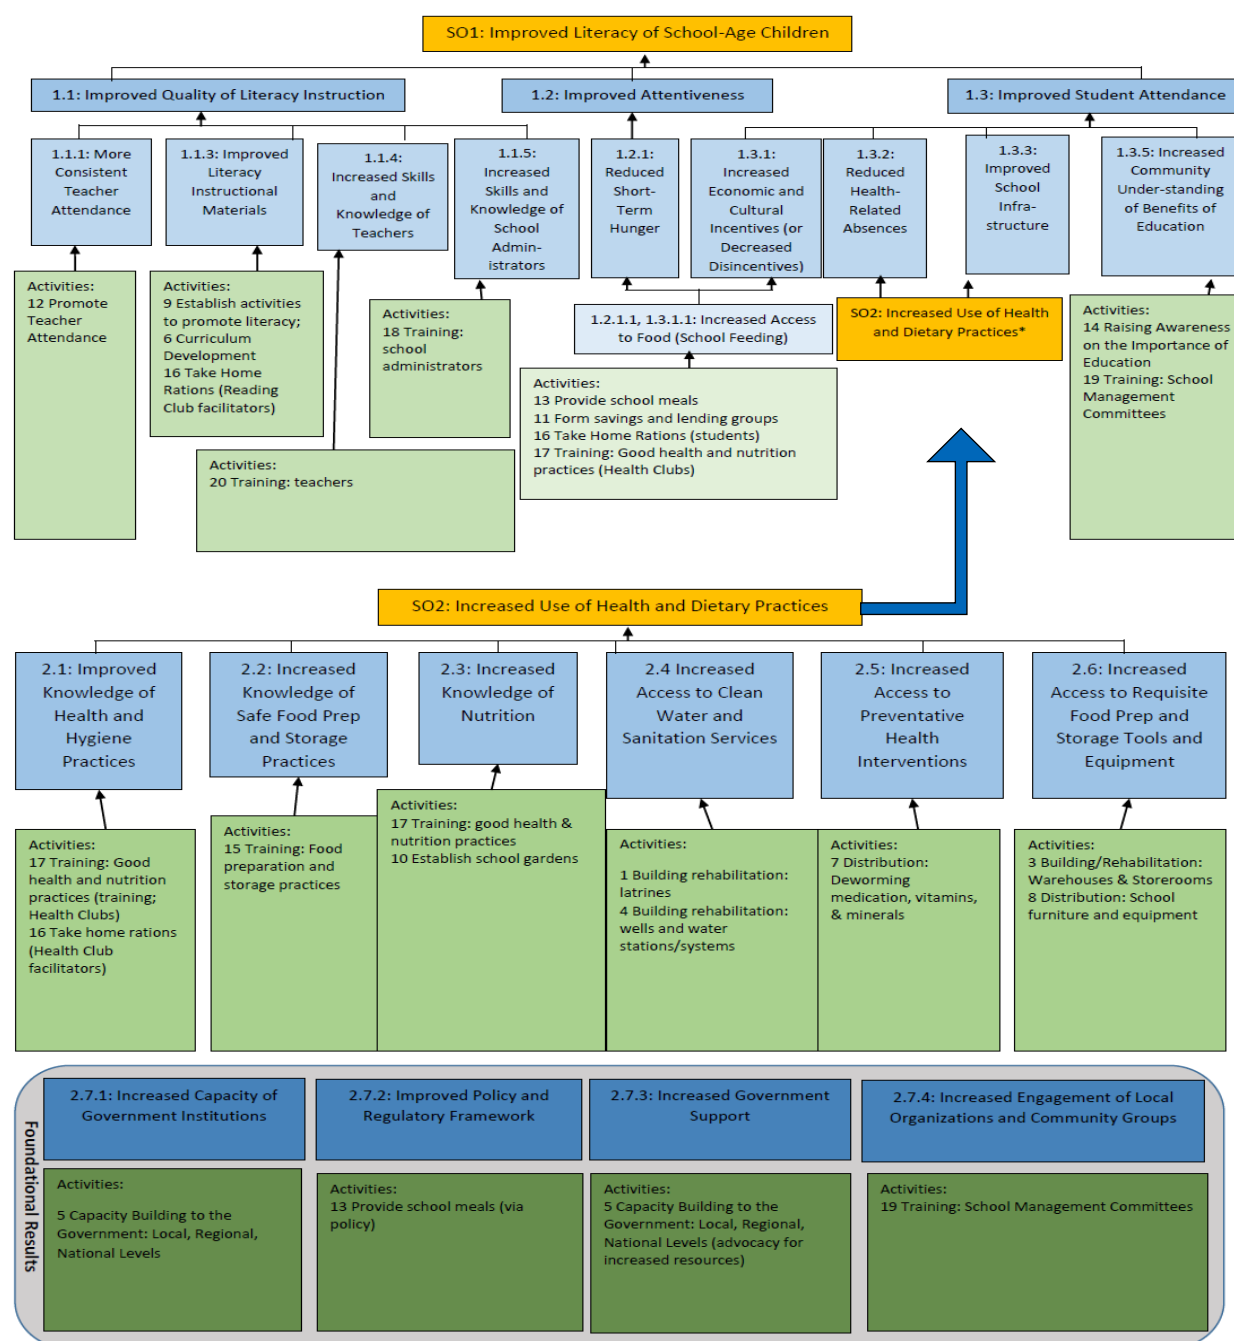 SO1: Improved Literacy of School-Age Children
1.1: Improved Quality of Literacy Instruction
1.2: Improved Attentiveness
1.3: Improved Student Attendance
1.1.1: More
Consistent
Teacher
Attendance
1.1.3: Improved
Literacy
Instructional
Materials
1.1.4:
Increased Skills
and
Knowledge of
Teachers
1.1.5:
Increased
Skills and
Knowledge of
School
Admin-
istrators
1.2.1:
Reduced
Short-
Term
Hunger
1.3.1:
Increased
Economic and
Cultural
Incentives (or
Decreased
Disincentives)
1.3.2:
Reduced
Health-
Related
Absences
1.3.3:
Improved
School
Infra-
structure
1.3.5: Increased
Community
Under-standing
of Benefits of
Education
Activities:
12 Promote
Teacher
Attendance
Activities:
9 Establish activities
to promote literacy;
6 Curriculum
Development
16 Take Home
Rations (Reading
Club facilitators)
Activities:
20 Training: teachers
Activities:
18 Training:
school
administrators
1.2.1.1, 1.3.1.1: Increased Access
to Food (School Feeding)
Activities:
13 Provide school meals
11 Form savings and lending groups
16 Take Home Rations (students)
17 Training: Good health and nutrition
practices (Health Clubs)
SO2: Increased Use of Health
and Dietary Practices*
Activities:
14 Raising Awareness
on the Importance of
Education
19 Training: School
Management
Committees
SO2: Increased Use of Health and Dietary Practices
2.1: Improved
Knowledge of
Health and
Hygiene
Practices
2.2: Increased
Knowledge of
Safe Food Prep
and Storage
Practices
2.3: Increased
Knowledge of
Nutrition
2.4 Increased
Access to Clean
Water and
Sanitation Services
2.5: Increased
Access to
Preventative
Health
Interventions
2.6: Increased
Access to Requisite
Food Prep and
Storage Tools and
Equipment
Activities:
17 Training: Good
health and nutrition
practices (training;
Health Clubs)
16 Take home rations
(Health Club
facilitators)
Activities:
15 Training: Food
preparation and
storage practices
Activities:
17 Training: good health &
nutrition practices
10 Establish school gardens
Activities:
1 Building rehabilitation:
latrines
4 Building rehabilitation:
wells and water
stations/systems
Activities:
7 Distribution:
Deworming
medication, vitamins,
& minerals
Activities:
3 Building/Rehabilitation:
Warehouses & Storerooms
8 Distribution: School
furniture and equipment
Foundational Results
2.7.1: Increased Capacity of
Government Institutions
2.7.2: Improved Policy and
Regulatory Framework
2.7.3: Increased Government
Support
2.7.4: Increased Engagement of Local
Organizations and Community Groups
Activities:
5 Capacity Building to the
Government: Local, Regional,
National Levels
Activities:
13 Provide school meals (via
policy)
Activities:
5 Capacity Building to the
Government: Local, Regional,
National Levels (advocacy for
increased resources)
Activities:
19 Training: School Management Committees